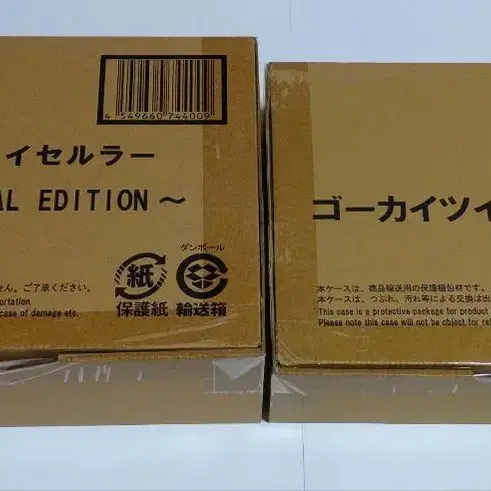 4 549660 744009
イセルラー
AL EDITION～
せん。ご了承ください。
ortation.
case of damage etc.
紙
保護紙
ダンボール
輸送箱
ゴーカイツイ
本ケースは、商品輸送用の保護梱包材です。
本ケースは、つぶれ、汚れ等による交換は出
This case is a protective package for product
Please note this case will not be object for ref